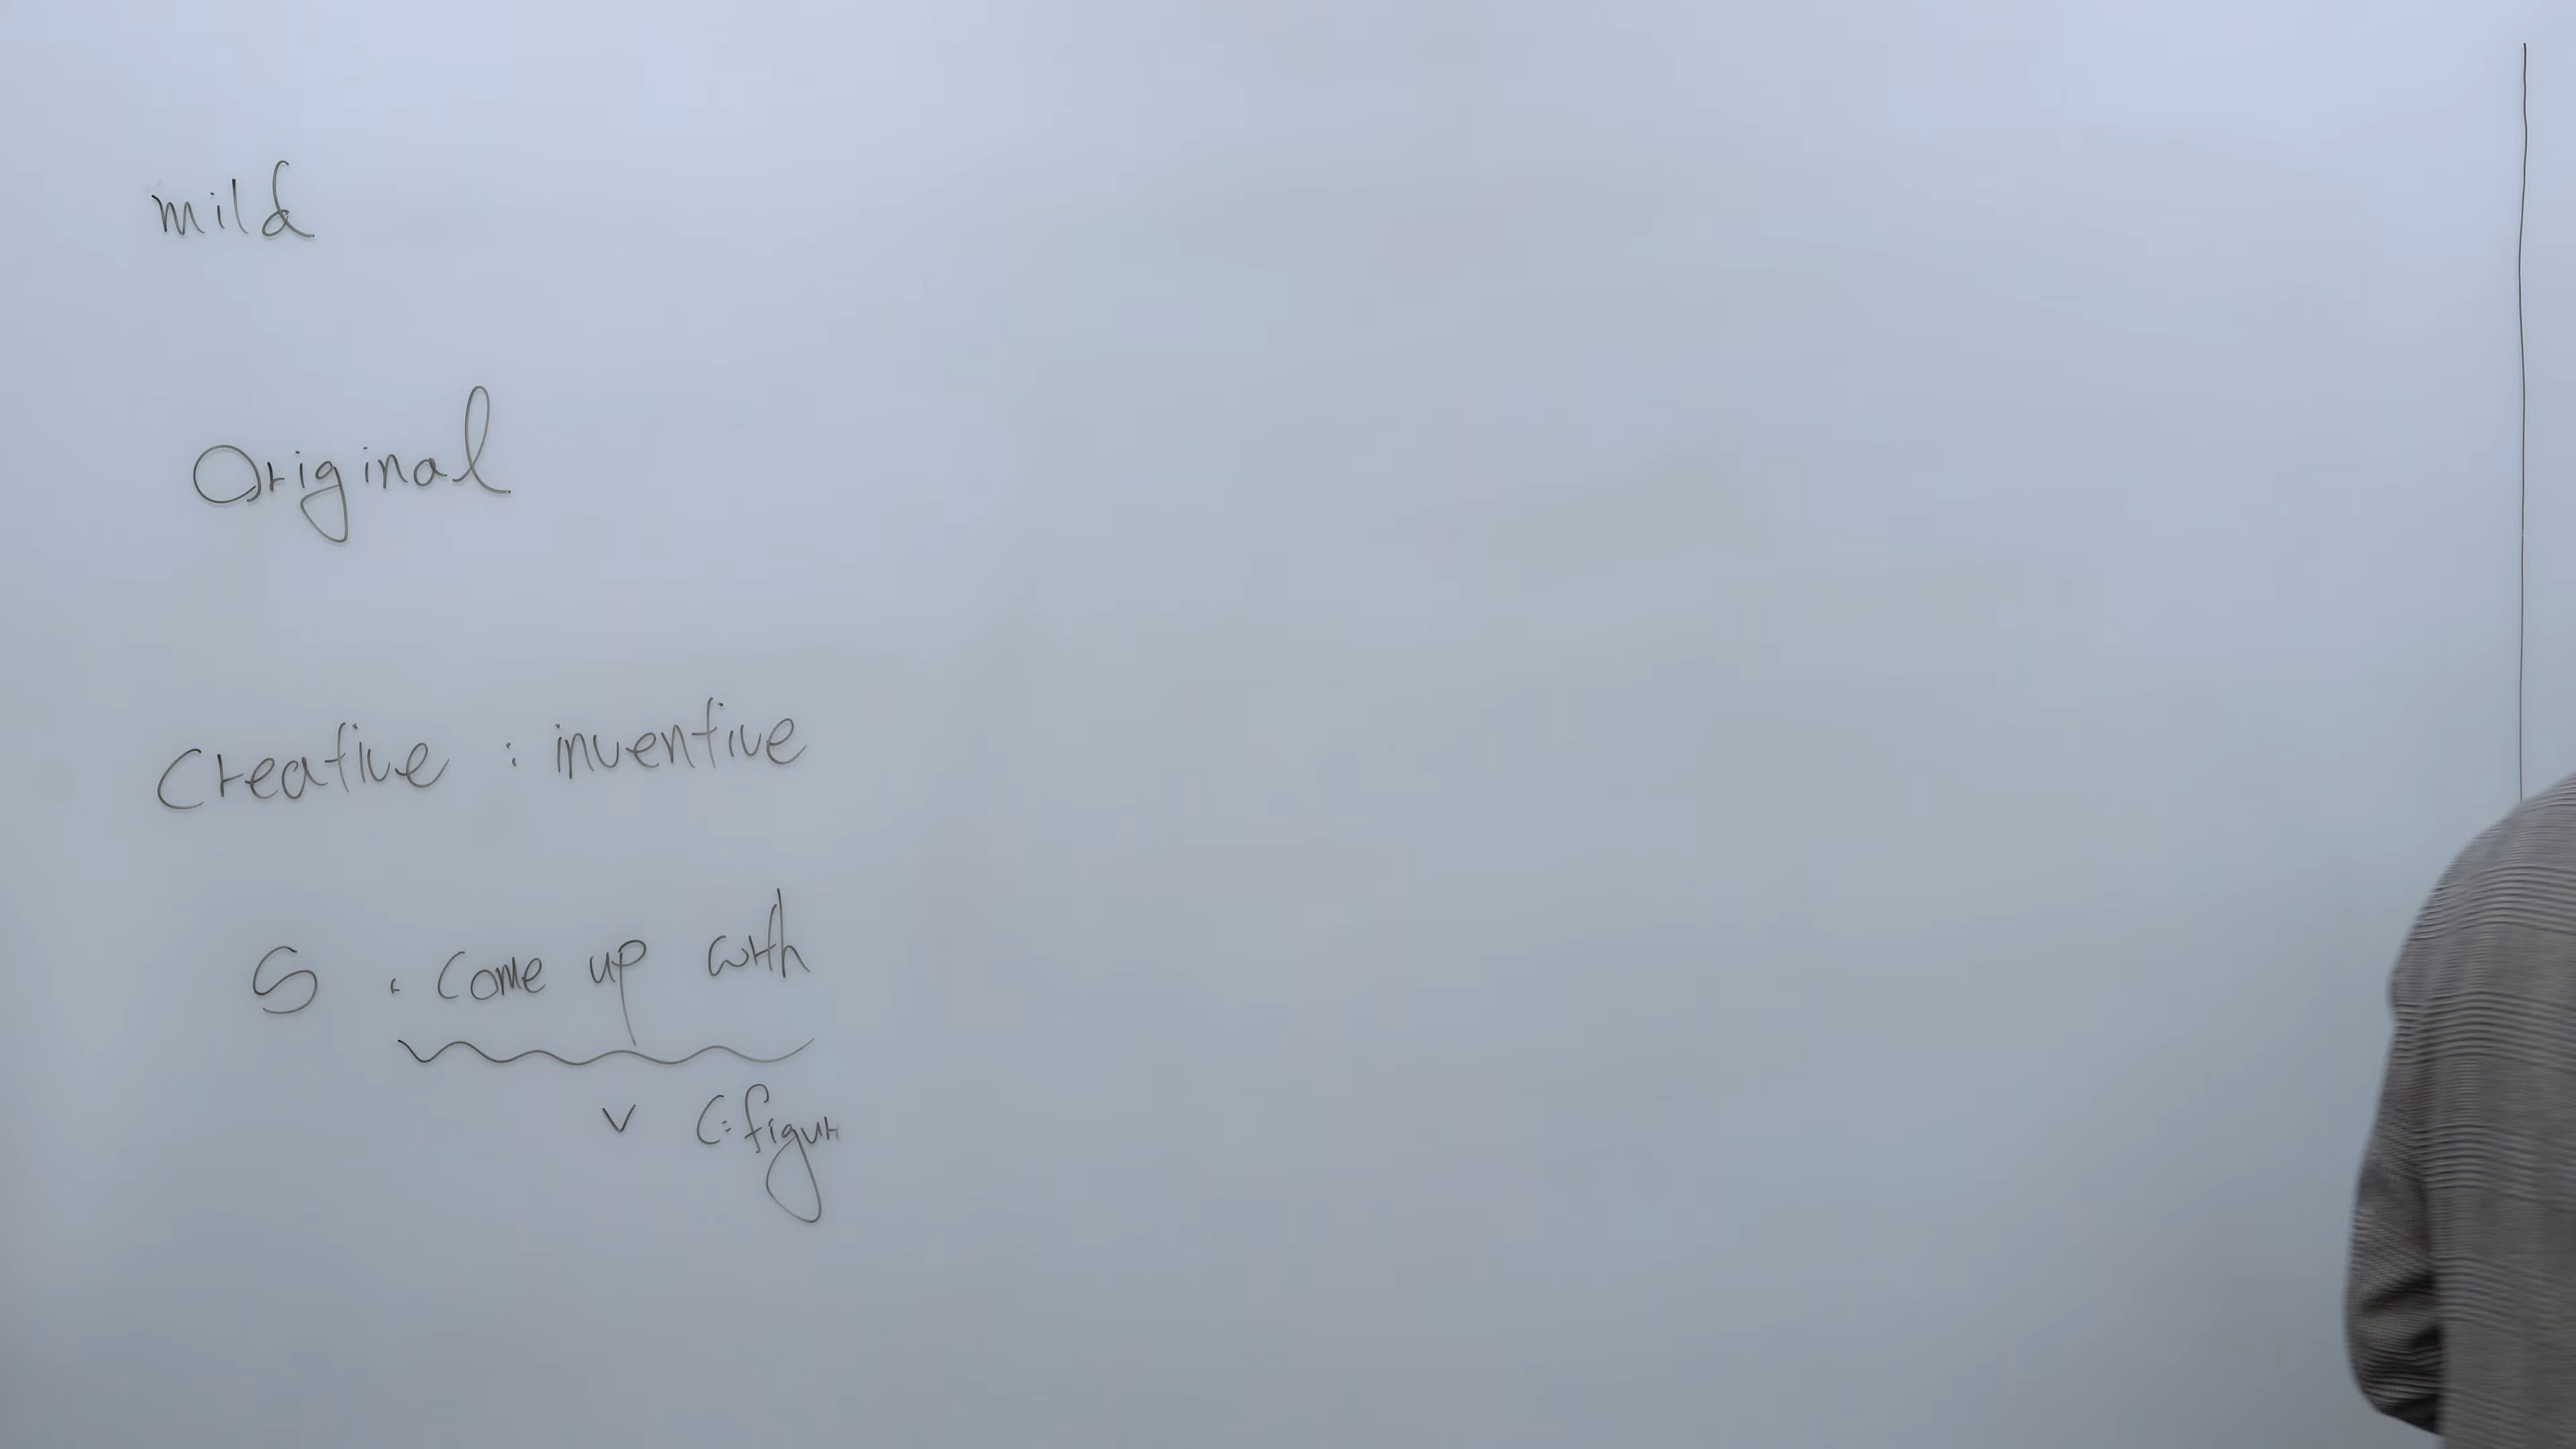 mild
Original
Creative : inventive
S . Come up with
V (=figur